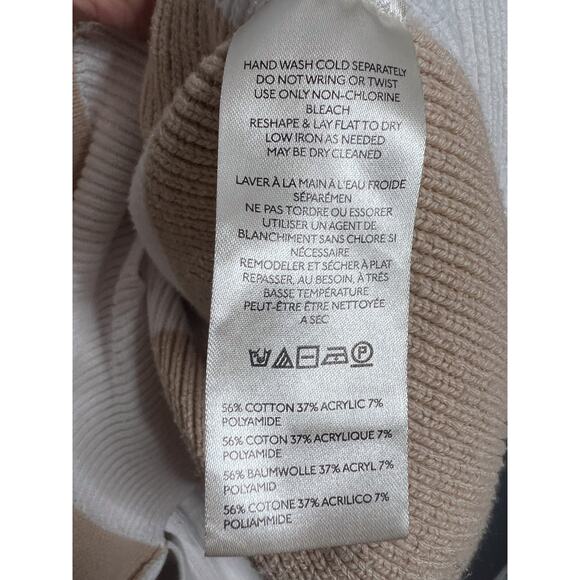 HAND WASH COLD SEPARATELY
DO NOT WRING OR TWIST
USE ONLY NON-CHLORINE
BLEACH
RESHAPE & LAY FLAT TO DRY
LOW IRON AS NEEDED
MAY BE DRY CLEANED
LAVER À LA MAIN À L'EAU FROIDE
SÉPARÉMEN
NE PAS TORDRE OU ESSORER
UTILISER UN AGENT DE
BLANCHIMENT SANS CHLORE SI
NÉCESSAIRE
REMODELER ET SÉCHER À PLAT
REPASSER, AU BESOIN, À TRÉS
BASSE TEMPÉRATURE
PEUT-ÊTRE ÊTRE NETTOYÉE
A SEC
P
56% COTTON 37% ACRYLIC 7%
POLYAMIDE
56% COTON 37% ACRYLIQUE 7%
POLYAMIDE
56% BAUMWOLLE 37% ACRYL 7%
POLYAMID
56% COTONE 37% ACRILICO 7%
POLIAMMIDE